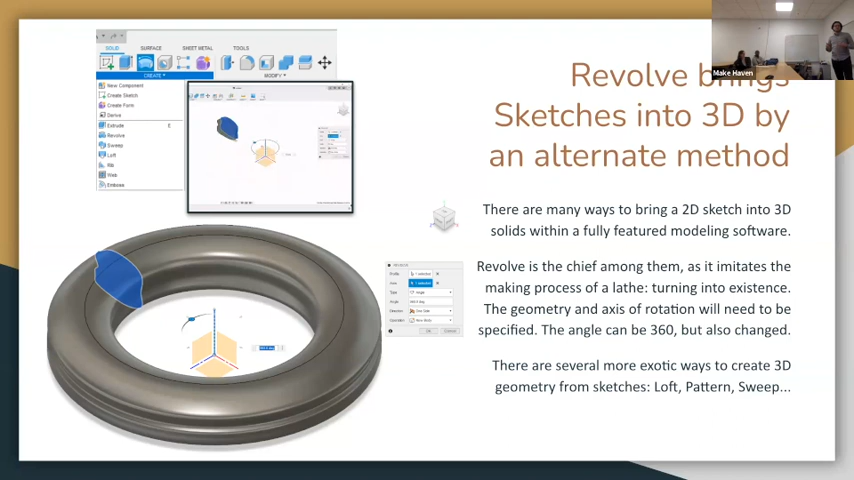 SOLID SURFACE SHEET METAL TOOLS
CREATE MODIFY
New Component
Create Sketch
Create Form
Derive
Extrude E
Revolve
Sweep
Loft
Rib
Web
Emboss
Make Haven
Revolve brings
Sketches into 3D by
an alternate method
There are many ways to bring a 2D sketch into 3D
solids within a fully featured modeling software.
Revolve is the chief among them, as it imitates the
making process of a lathe: turning into existence.
The geometry and axis of rotation will need to be
specified. The angle can be 360, but also changed.
There are several more exotic ways to create 3D
geometry from sketches: Loft, Pattern, Sweep...